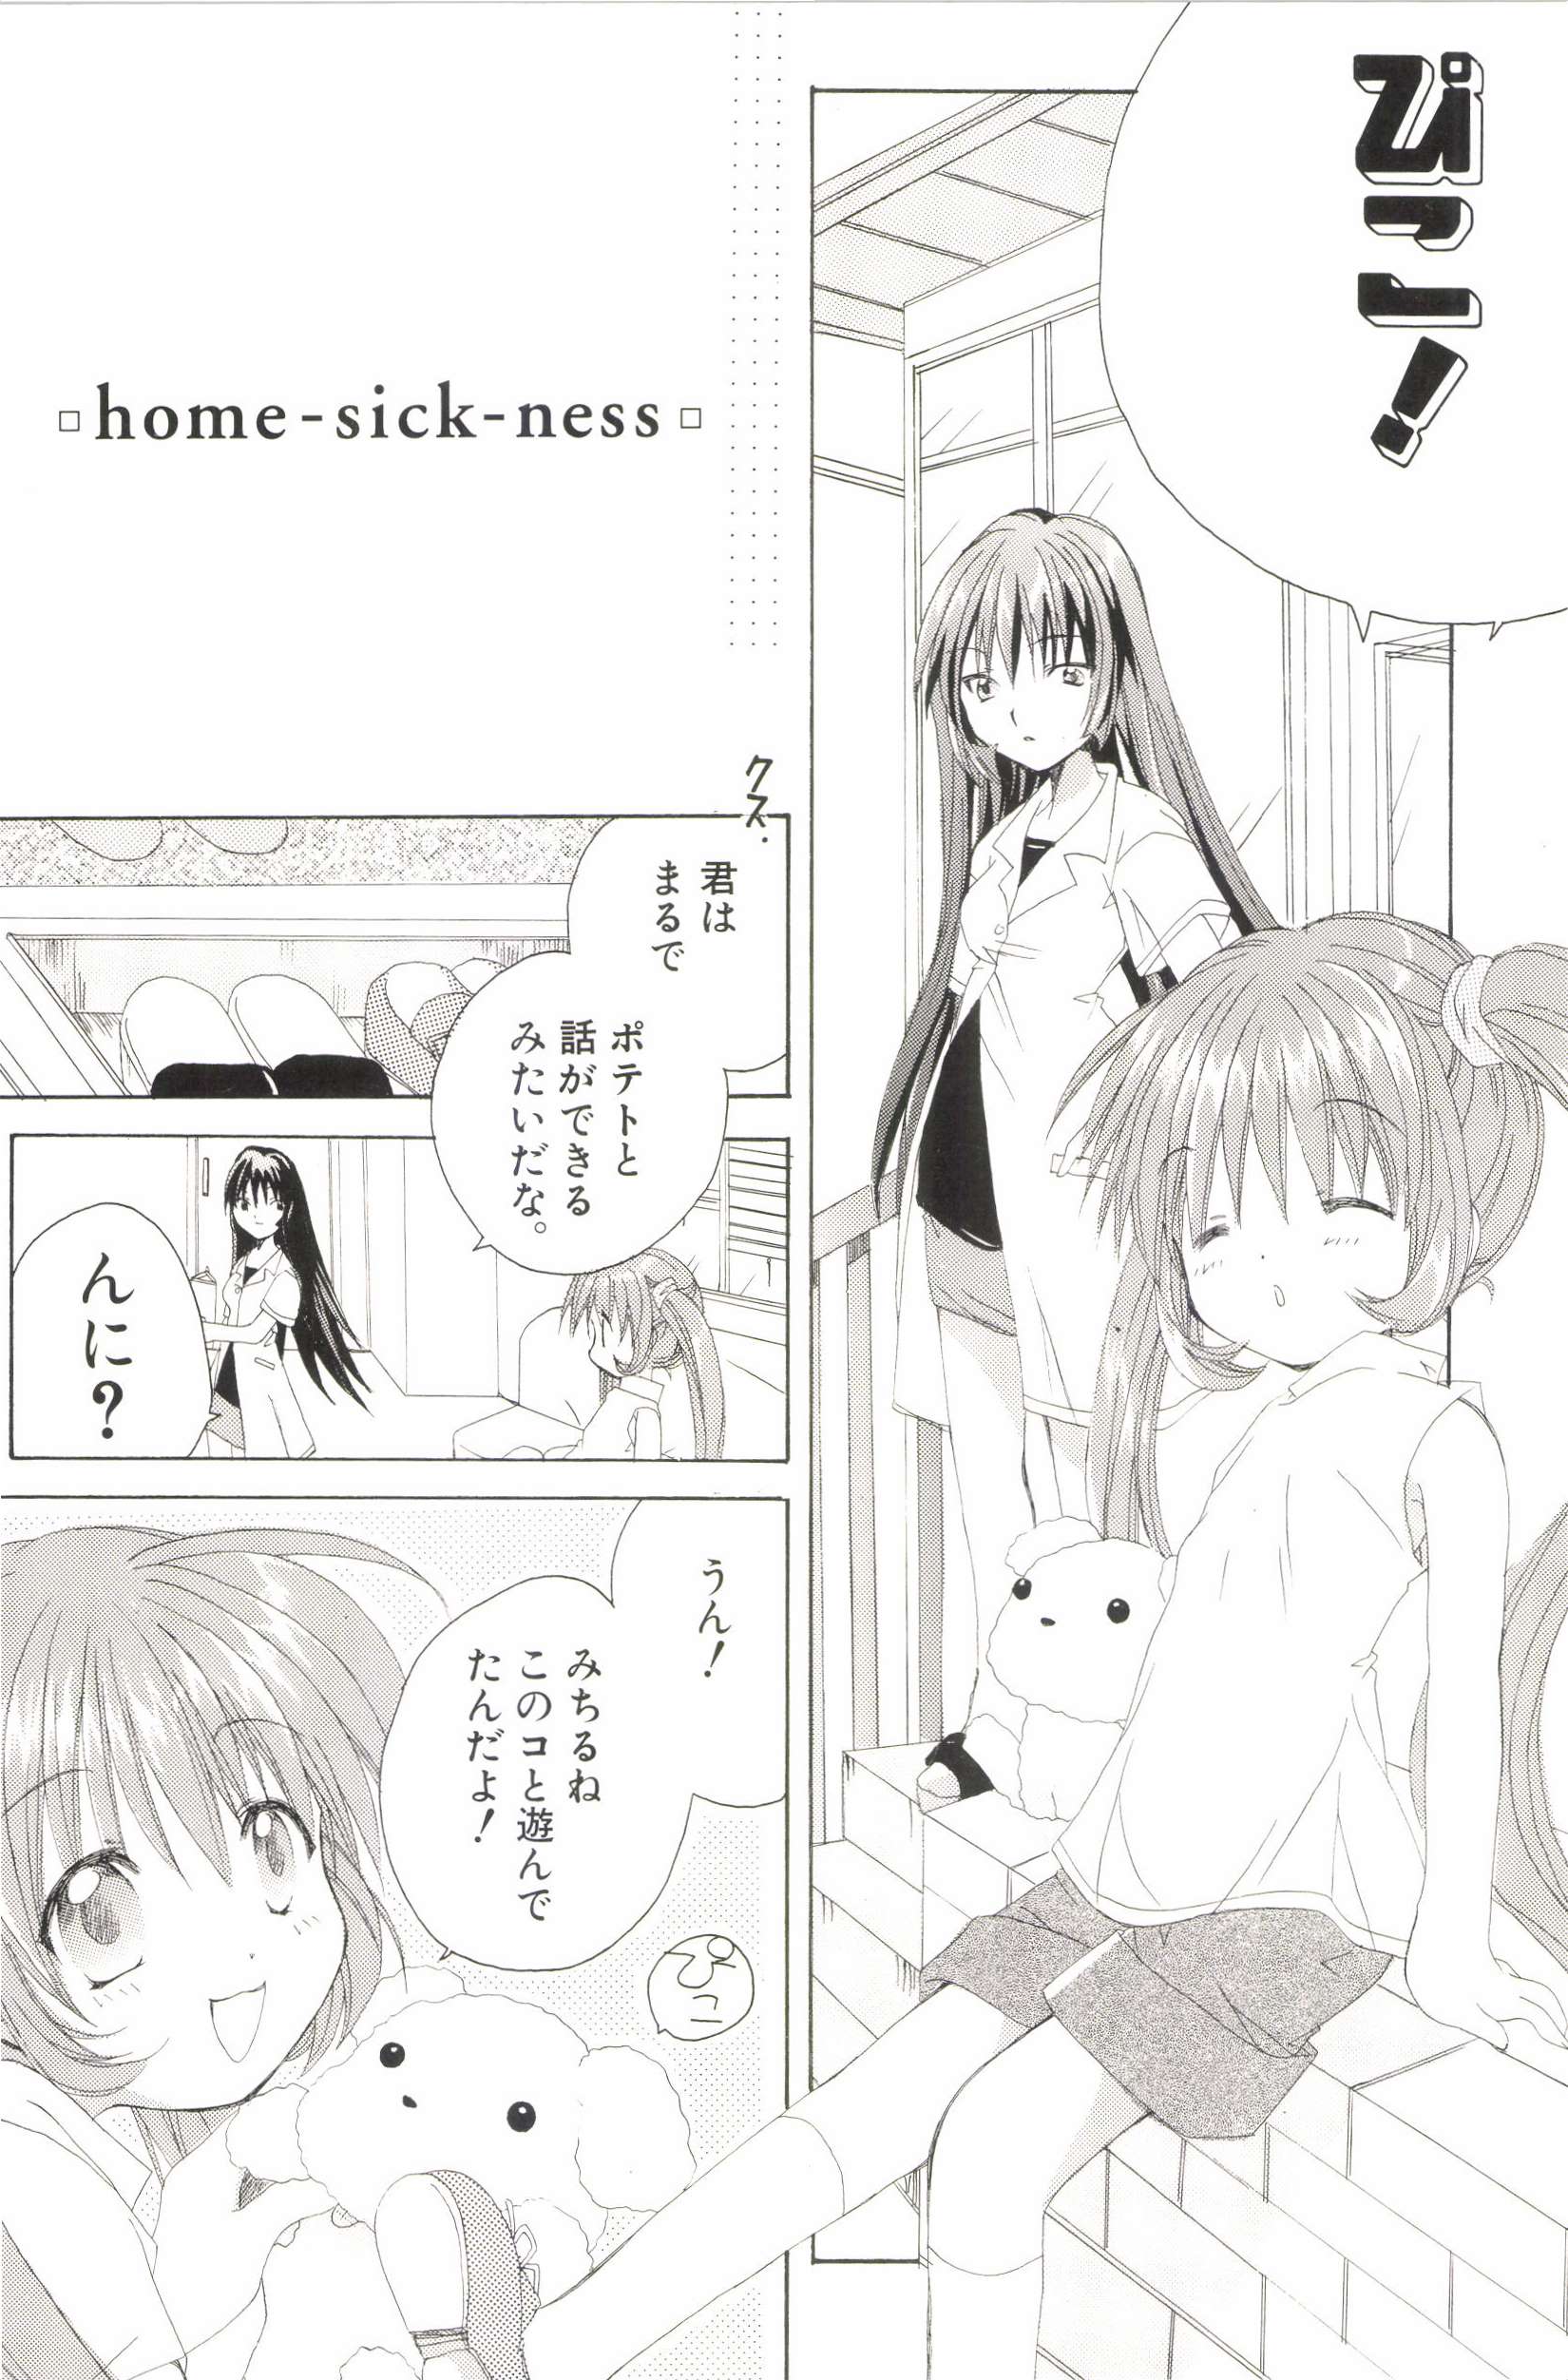 ぴこー!
home-sick-ness
クス.
君は
まるで
ポテトと
話ができる
みたいだな。
んに?
うん!
みちるね
このコと遊んで
たんだよ!
ぴこ